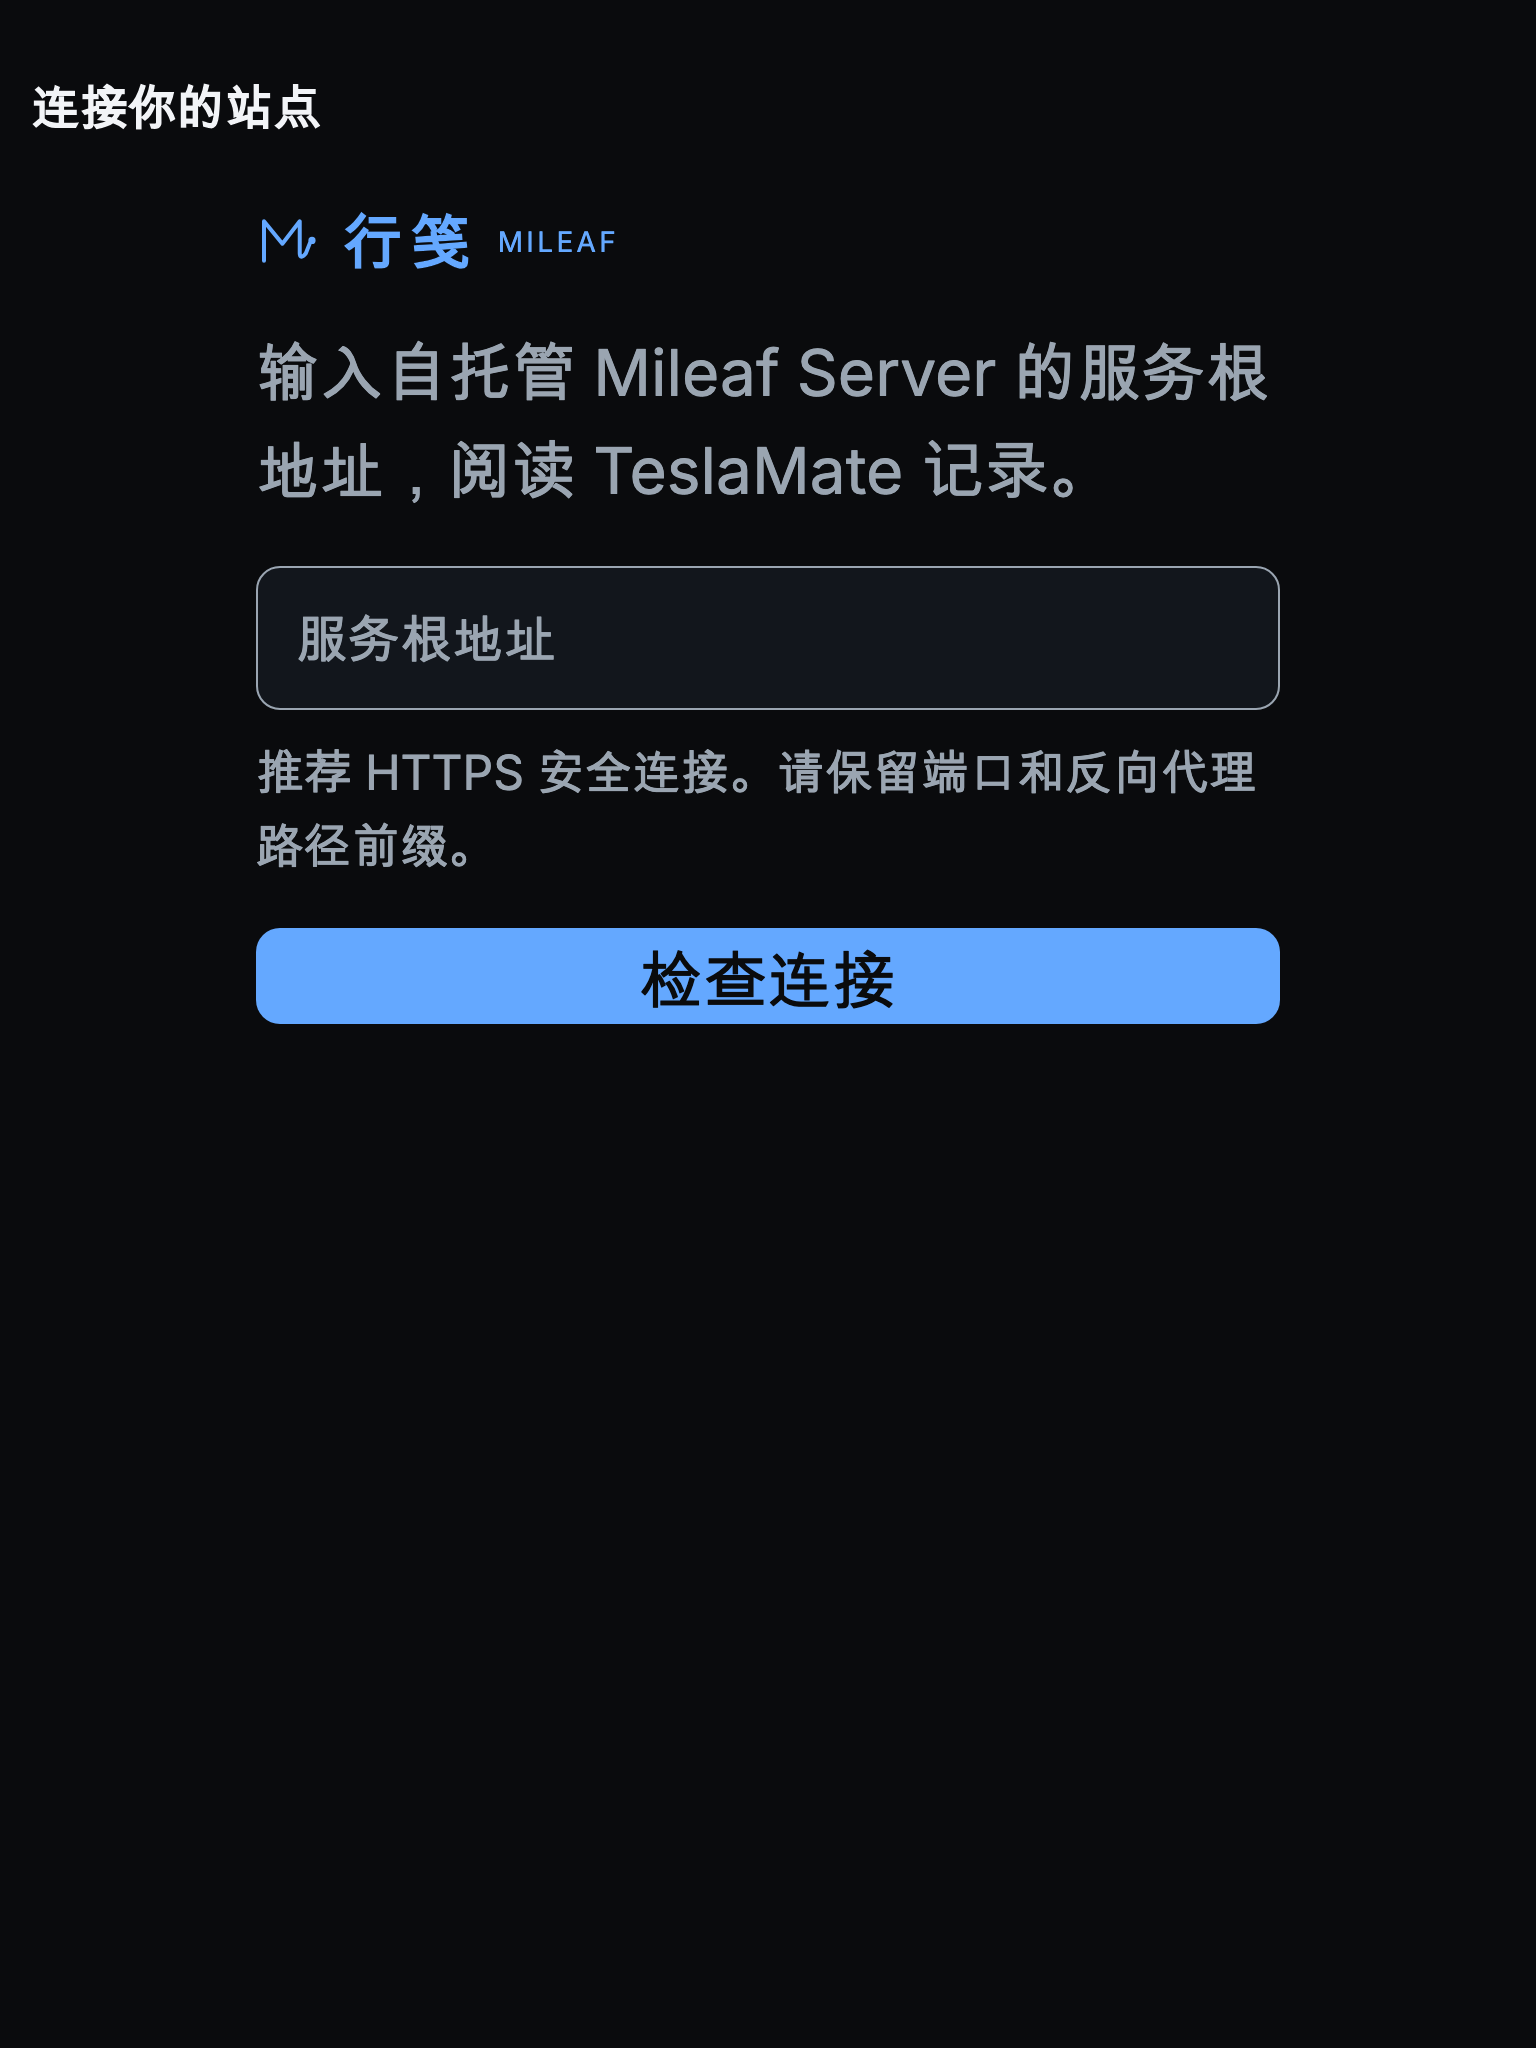 连接你的站点
行笺 MILEAF
输入自托管 Mileaf Server 的服务根
地址，阅读 TeslaMate 记录。
服务根地址
推荐 HTTPS 安全连接。请保留端口和反向代理
路径前缀。
检查连接